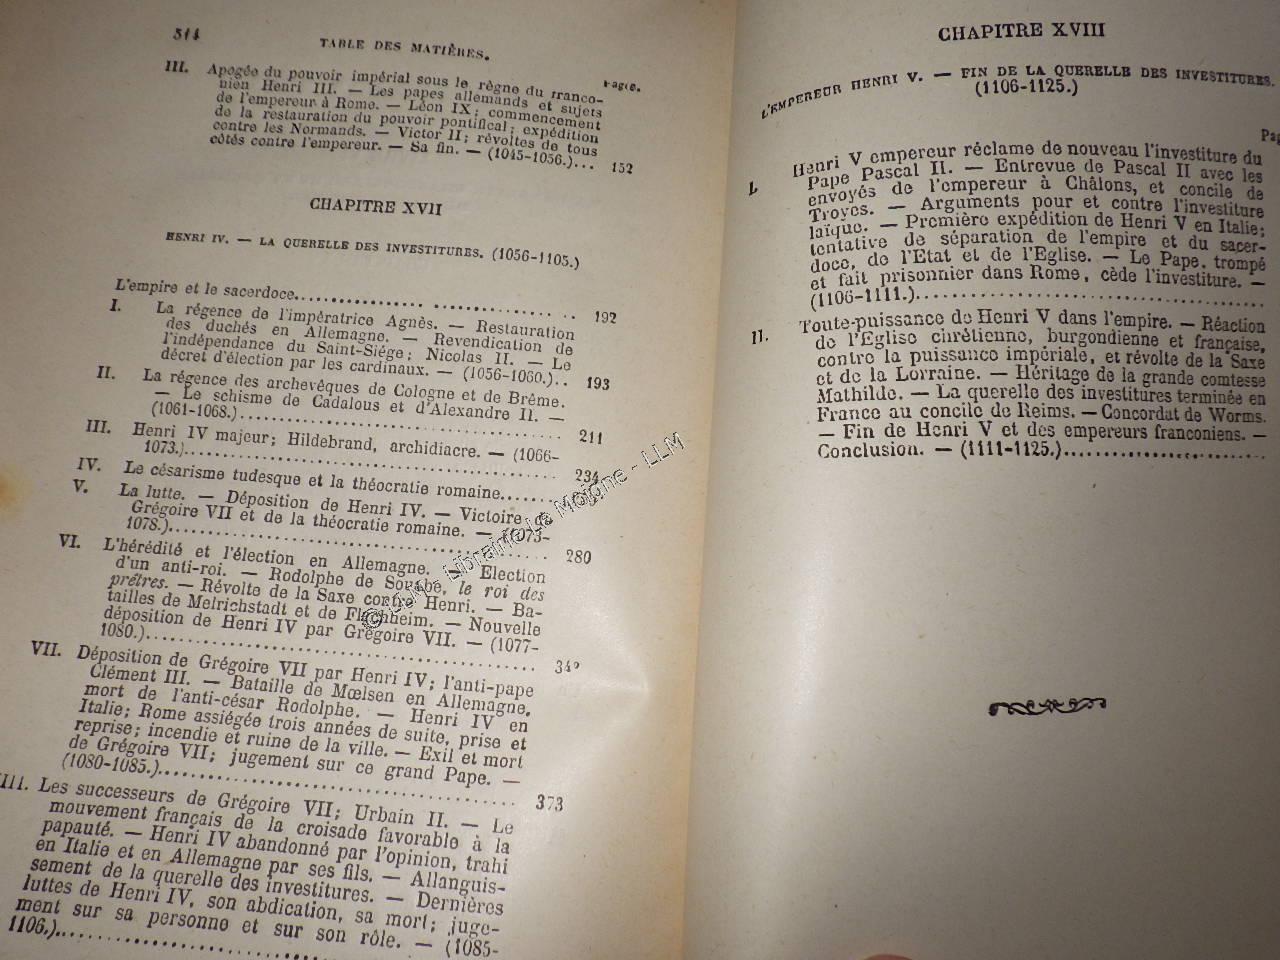 514
TABLE DES MATIÈRES.
Pages.
III. Apogée du pouvoir impérial sous le règne du franco-
nien Henri III. — Les papes allemands et sujets
de l'empereur à Rome. — Léon IX; commencement
de la restauration du pouvoir pontifical; expédition
contre les Normands. — Victor II; révoltes de tous
côtés contre l'empereur. — Sa fin. — (1045-1056.)... 152
CHAPITRE XVII
HENRI IV. — LA QUERELLE DES INVESTITURES. (1056-1105.)
L'empire et le sacerdoce................................ 192
I. La régence de l'impératrice Agnès. — Restauration
des duchés en Allemagne. — Revendication de
l'indépendance du Saint-Siége; Nicolas II. — Le
décret d'élection par les cardinaux. — (1056-1060.).. 193
II. La régence des archevêques de Cologne et de Brême.
— Le schisme de Cadalous et d'Alexandre II. —
(1061-1068.)................................ 211
III. Henri IV majeur; Hildebrand, archidiacre. — (1066-
1073.)................................ 234
IV. Le césarisme tudesque et la théocratie romaine.......
V. La lutte. — Déposition de Henri IV. — Victoire de
Grégoire VII et de la théocratie romaine. — (1073-
1078.)................................ 280
VI. L'hérédité et l'élection en Allemagne. — Election
d'un anti-roi. — Rodolphe de Souabe, le roi des
prêtres. — Révolte de la Saxe contre Henri. — Ba-
tailles de Melrichstadt et de Fladhheim. — Nouvelle
déposition de Henri IV par Grégoire VII. — (1077-
1080.)................................
VII. Déposition de Grégoire VII par Henri IV; l'anti-pape
Clément III. — Bataille de Mœlsen en Allemagne,
mort de l'anti-césar Rodolphe. — Henri IV en
Italie; Rome assiégée trois années de suite, prise et
reprise; incendie et ruine de la ville. — Exil et mort
de Grégoire VII; jugement sur ce grand Pape. —
(1080-1085.)................................ 373
III. Les successeurs de Grégoire VII; Urbain II. — Le
mouvement français de la croisade favorable à la
papauté. — Henri IV abandonné par l'opinion, trahi
en Italie et en Allemagne par ses fils. — Allanguis-
sement de la querelle des investitures. — Dernières
luttes de Henri IV, son abdication, sa mort; juge-
ment sur sa personne et sur son rôle. — (1085-
1106.)................................
CHAPITRE XVIII
L'EMPEREUR HENRI V. — FIN DE LA QUERELLE DES INVESTITURES.
(1106-1125.)
Pag
I. Henri V empereur réclame de nouveau l'investiture du
Pape Pascal II. — Entrevue de Pascal II avec les
envoyés de l'empereur à Châlons, et concile de
Troyes. — Arguments pour et contre l'investiture
laïque. — Première expédition de Henri V en Italie;
tentative de séparation de l'empire et du sacer-
doce, de l'Etat et de l'Eglise. — Le Pape, trompé
et fait prisonnier dans Rome, cède l'investiture. —
(1106-1111.)................................
II. Toute-puissance de Henri V dans l'empire. — Réaction
de l'Eglise chrétienne, burgondienne et française,
contre la puissance impériale, et révolte de la Saxe
et de la Lorraine. — Héritage de la grande comtesse
Mathilde. — La querelle des investitures terminée en
France au concile de Reims. — Concordat de Worms.
— Fin de Henri V et des empereurs franconiens. —
Conclusion. — (1111-1125.)................................
© LLM - Librairie Le Moigne - LLM